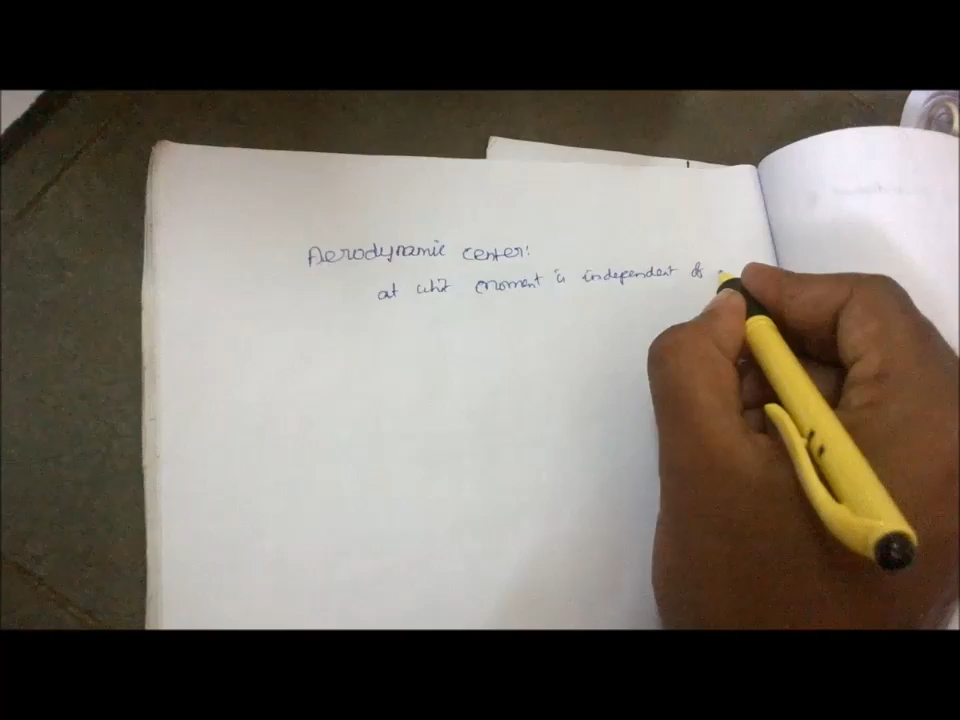 Aerodynamic center:
at which moment is independent of